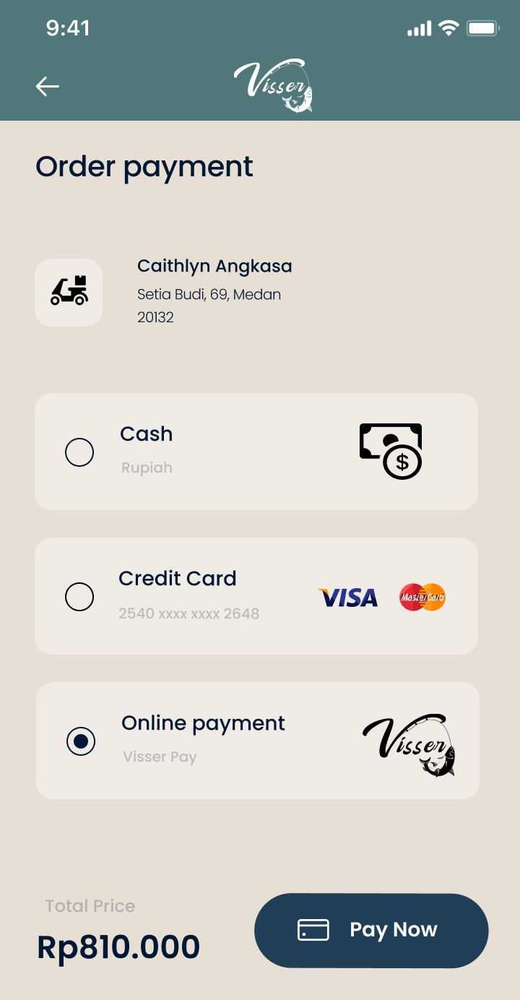 9:41
Visser
Order payment
Caithlyn Angkasa
Setia Budi, 69, Medan
20132
Cash
Rupiah
$
Credit Card
2540 xxxx xxxx 2648
VISA
MasterCard
Online payment
Visser Pay
Visser
Total Price
Rp810.000
Pay Now